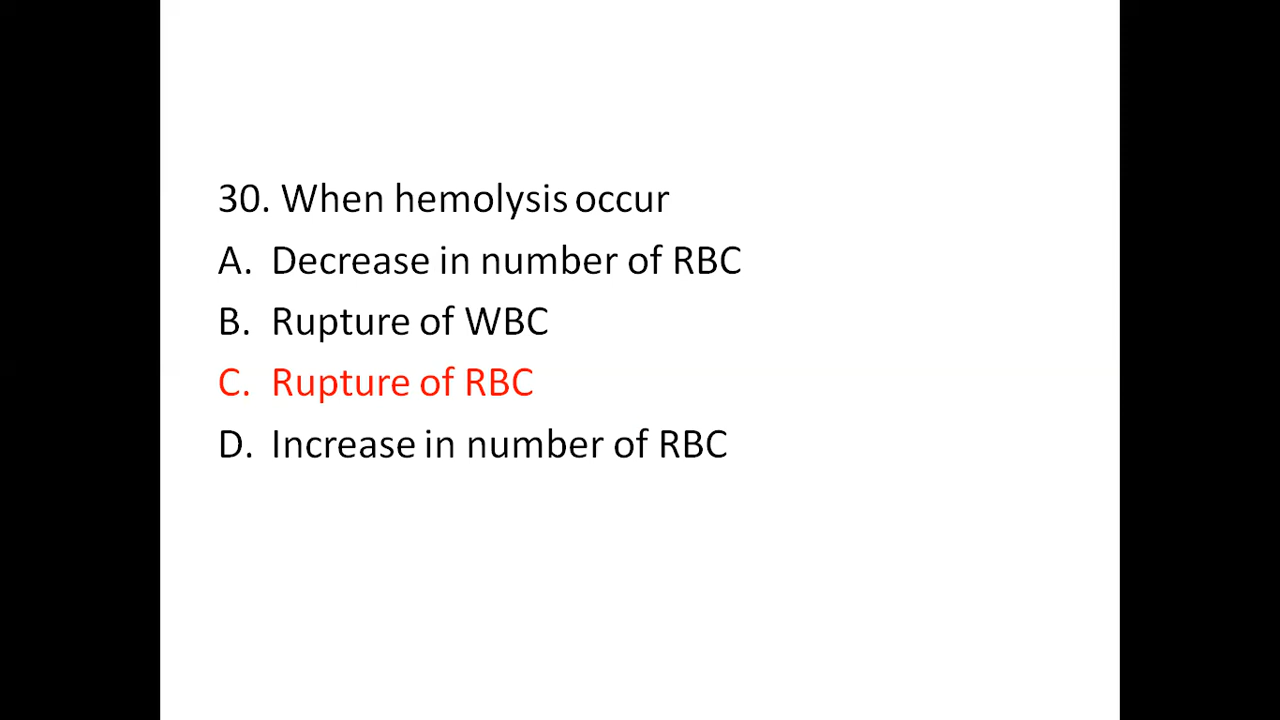 30. When hemolysis occur
A. Decrease in number of RBC
B. Rupture of WBC
C. Rupture of RBC
D. Increase in number of RBC